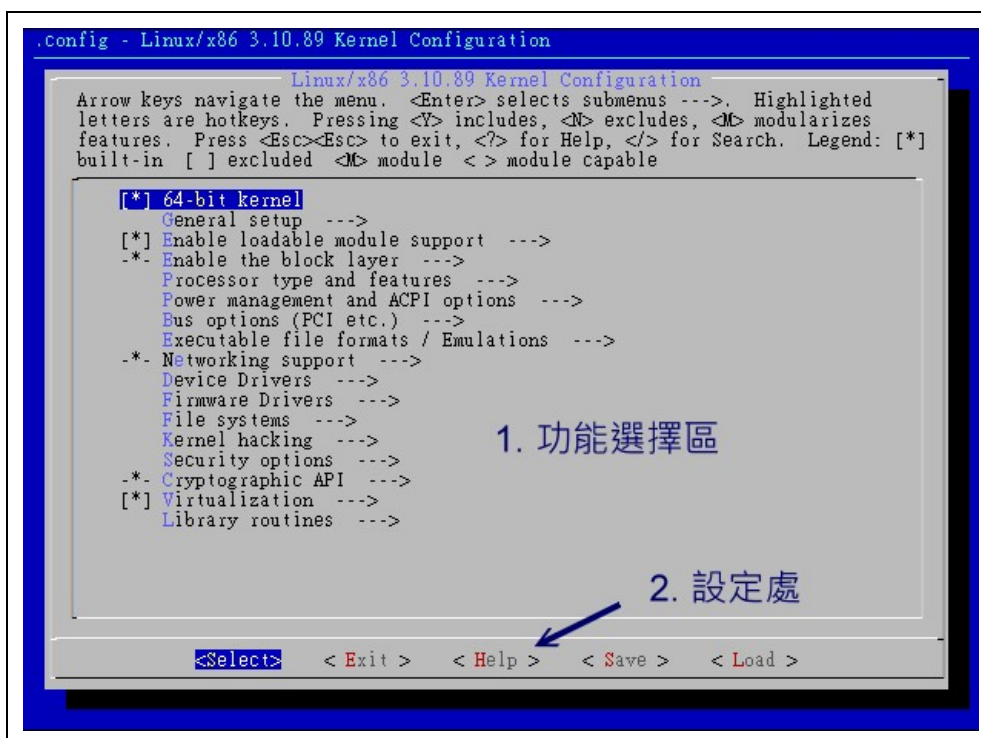 .config - Linux/x86 3.10.89 Kernel Configuration
Linux/x86 3.10.89 Kernel Configuration
Arrow keys navigate the menu.  <Enter> selects submenus --->.  Highlighted
letters are hotkeys.  Pressing <Y> includes, <N> excludes, <M> modularizes
features.  Press <Esc><Esc> to exit, <?> for Help, </> for Search.  Legend: [*]
built-in  [ ] excluded  <M> module  < > module capable
[*] 64-bit kernel
General setup  --->
[*] Enable loadable module support  --->
-*- Enable the block layer  --->
Processor type and features  --->
Power management and ACPI options  --->
Bus options (PCI etc.)  --->
Executable file formats / Emulations  --->
-*- Networking support  --->
Device Drivers  --->
Firmware Drivers  --->
File systems  --->
Kernel hacking  --->
1. 功能選擇區
Security options  --->
-*- Cryptographic API  --->
[*] Virtualization  --->
Library routines  --->
2. 設定處
<Select>    < Exit >    < Help >    < Save >    < Load >